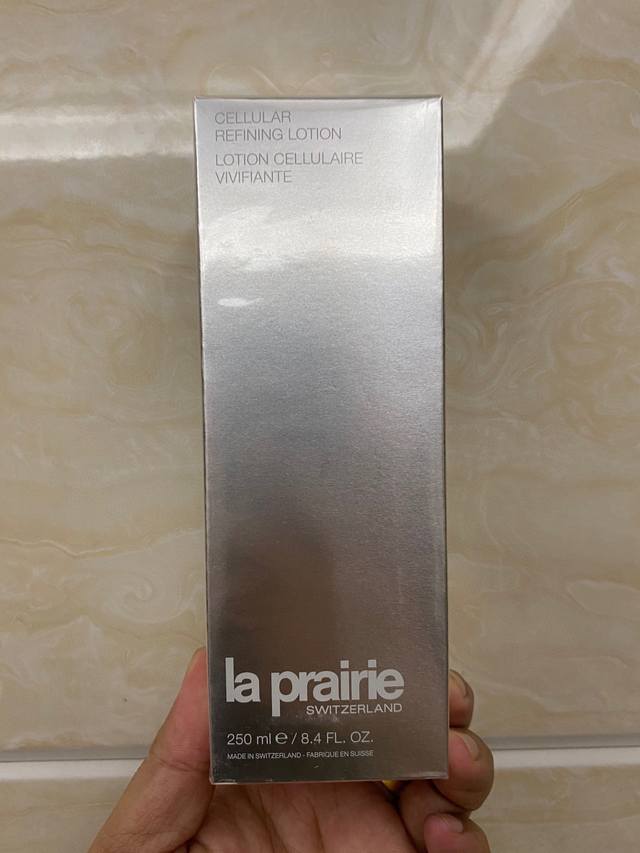 CELLULAR
REFINING LOTION
LOTION CELLULAIRE
VIVIFIANTE
la prairie
SWITZERLAND
250 ml ℮ / 8.4 FL. OZ.
MADE IN SWITZERLAND - FABRIQUE EN SUISSE